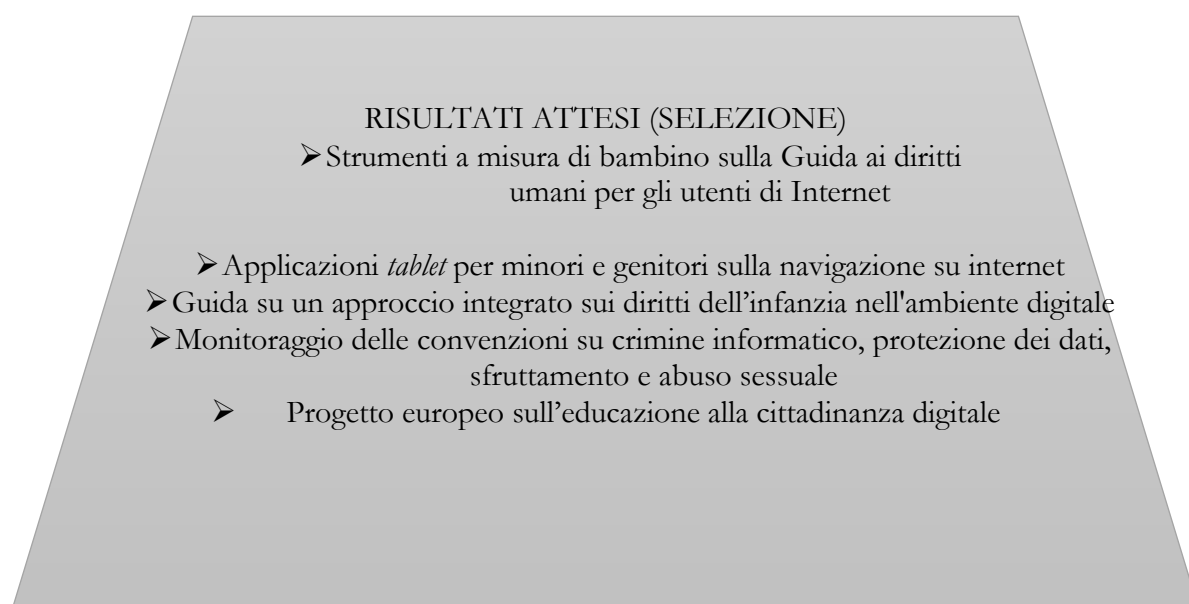 RISULTATI ATTESI (SELEZIONE)
➢Strumenti a misura di bambino sulla Guida ai diritti
umani per gli utenti di Internet
➢Applicazioni tablet per minori e genitori sulla navigazione su internet
➢Guida su un approccio integrato sui diritti dell’infanzia nell'ambiente digitale
➢Monitoraggio delle convenzioni su crimine informatico, protezione dei dati,
sfruttamento e abuso sessuale
➢ Progetto europeo sull’educazione alla cittadinanza digitale